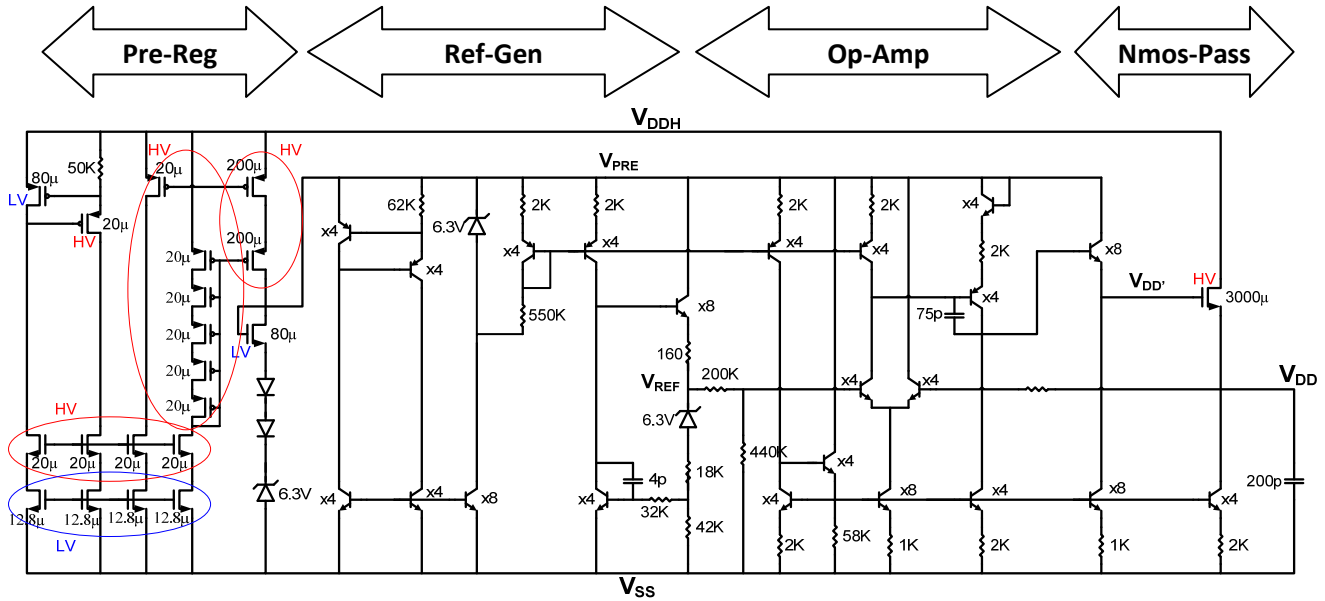 Pre-Reg Ref-Gen Op-Amp Nmos-Pass
VDDH
HV HV
50K 20μ 200μ VPRE
80μ
LV
20μ
HV
62K 6.3V 2K 2K 2K 2K x4
x4 x4 x4 x4 x4 x4 2K x8
20μ 200μ
x4
VDD' HV
20μ 550K x8 75p x4 3000μ
20μ LV 80μ
160
20μ VREF 200K x4 x4 VDD
20μ 6.3V
HV
20μ 20μ 20μ 20μ
440K x4
6.3V 4p 18K 200p
x4 x4 x8 x4 32K x4 x8 x4 x8 x4
12.8μ 12.8μ 12.8μ 12.8μ
42K
LV
2K 58K 1K 2K 1K 2K
VSS